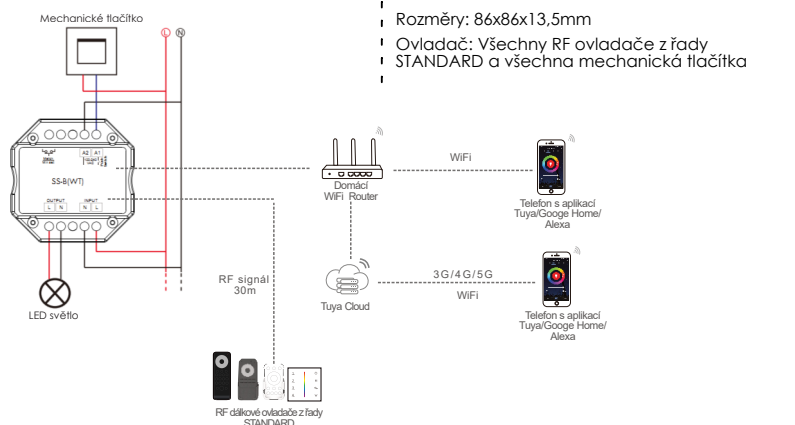 Mechanické tlačítko
L N
Rozměry: 86x86x13,5mm
Ovladač: Všechny RF ovladače z řady
STANDARD a všechna mechanická tlačítka
A2 A1
SS-B(WT)
OUTPUT INPUT
L N N L
LED světlo
RF signál
30m
Domácí
WiFi Router
WiFi
Telefon s aplikací
Tuya/Googe Home/
Alexa
Tuya Cloud
3G/4G/5G
WiFi
Telefon s aplikací
Tuya/Googe Home/
Alexa
RF dálkové ovladače z řady
STANDARD